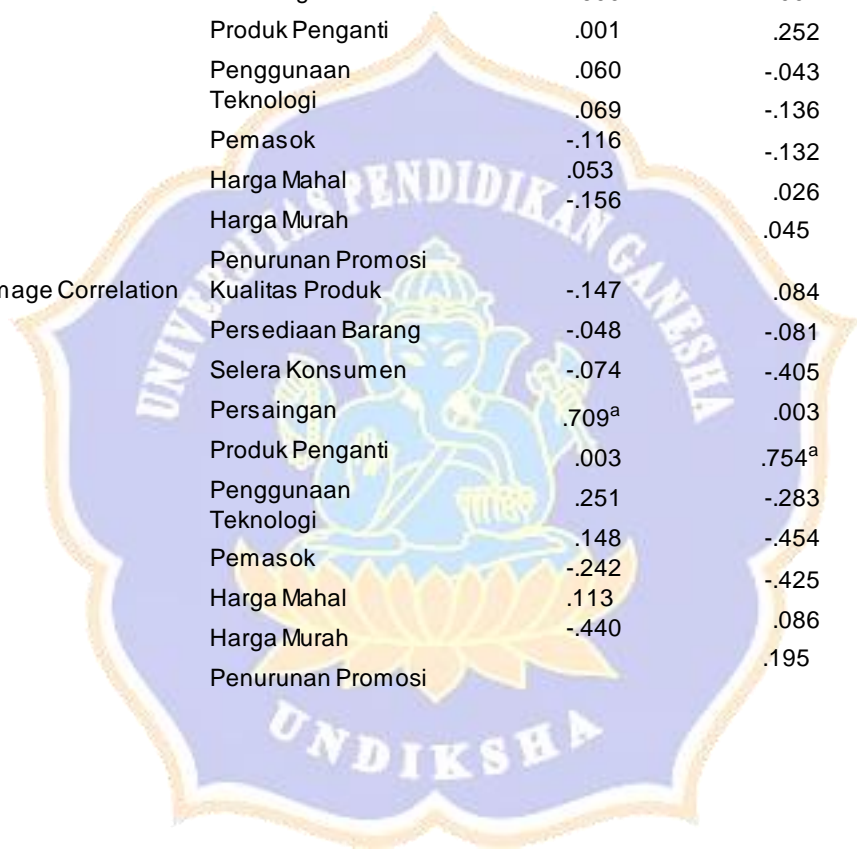 Produk Penganti .001 .252
Penggunaan .060 -.043
Teknologi .069 -.136
Pemasok -.116 -.132
Harga Mahal .053 .026
Harga Murah -.156 .045
Penurunan Promosi
Correlation Kualitas Produk -.147 .084
Persediaan Barang -.048 -.081
Selera Konsumen -.074 -.405
Persaingan .709a .003
Produk Penganti .003 .754a
Penggunaan .251 -.283
Teknologi .148 -.454
Pemasok -.242 -.425
Harga Mahal .113 .086
Harga Murah -.440 .195
Penurunan Promosi
UNIVERSITAS PENDIDIKAN GANESHA
UNDIKSHA